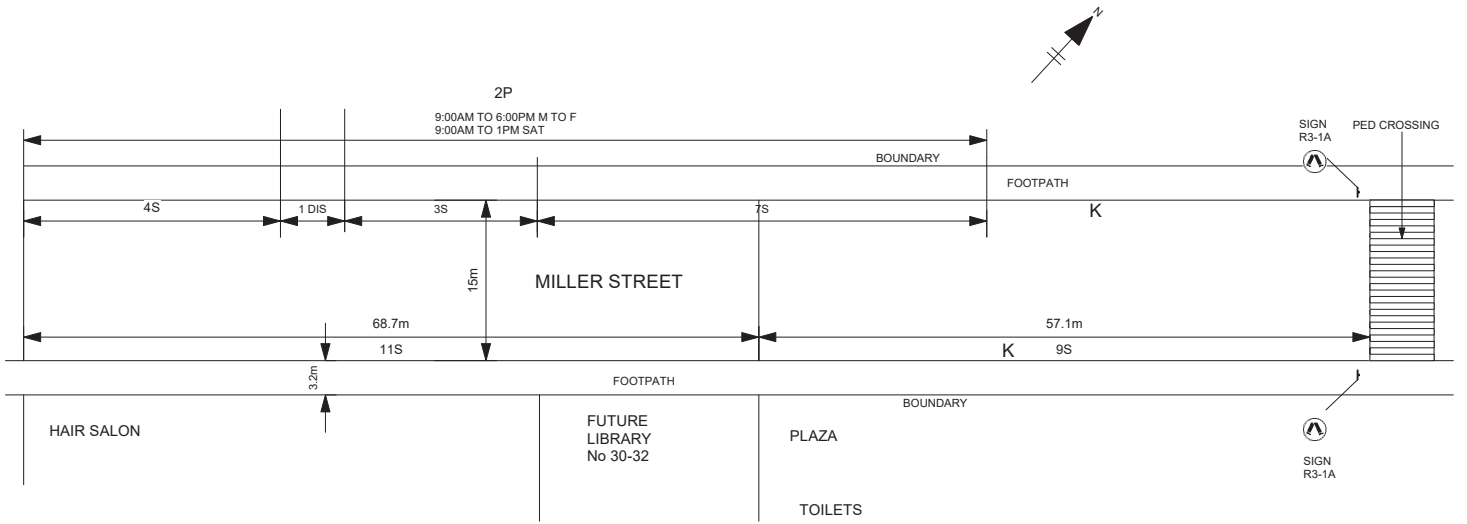 N
2P
9:00AM TO 6:00PM M TO F
9:00AM TO 1PM SAT
SIGN
R3-1A
PED CROSSING
BOUNDARY
FOOTPATH
4S
1 DIS
3S
7S
K
15m
MILLER STREET
68.7m
57.1m
11S
K
9S
3.2m
FOOTPATH
BOUNDARY
HAIR SALON
FUTURE
LIBRARY
No 30-32
PLAZA
SIGN
R3-1A
TOILETS